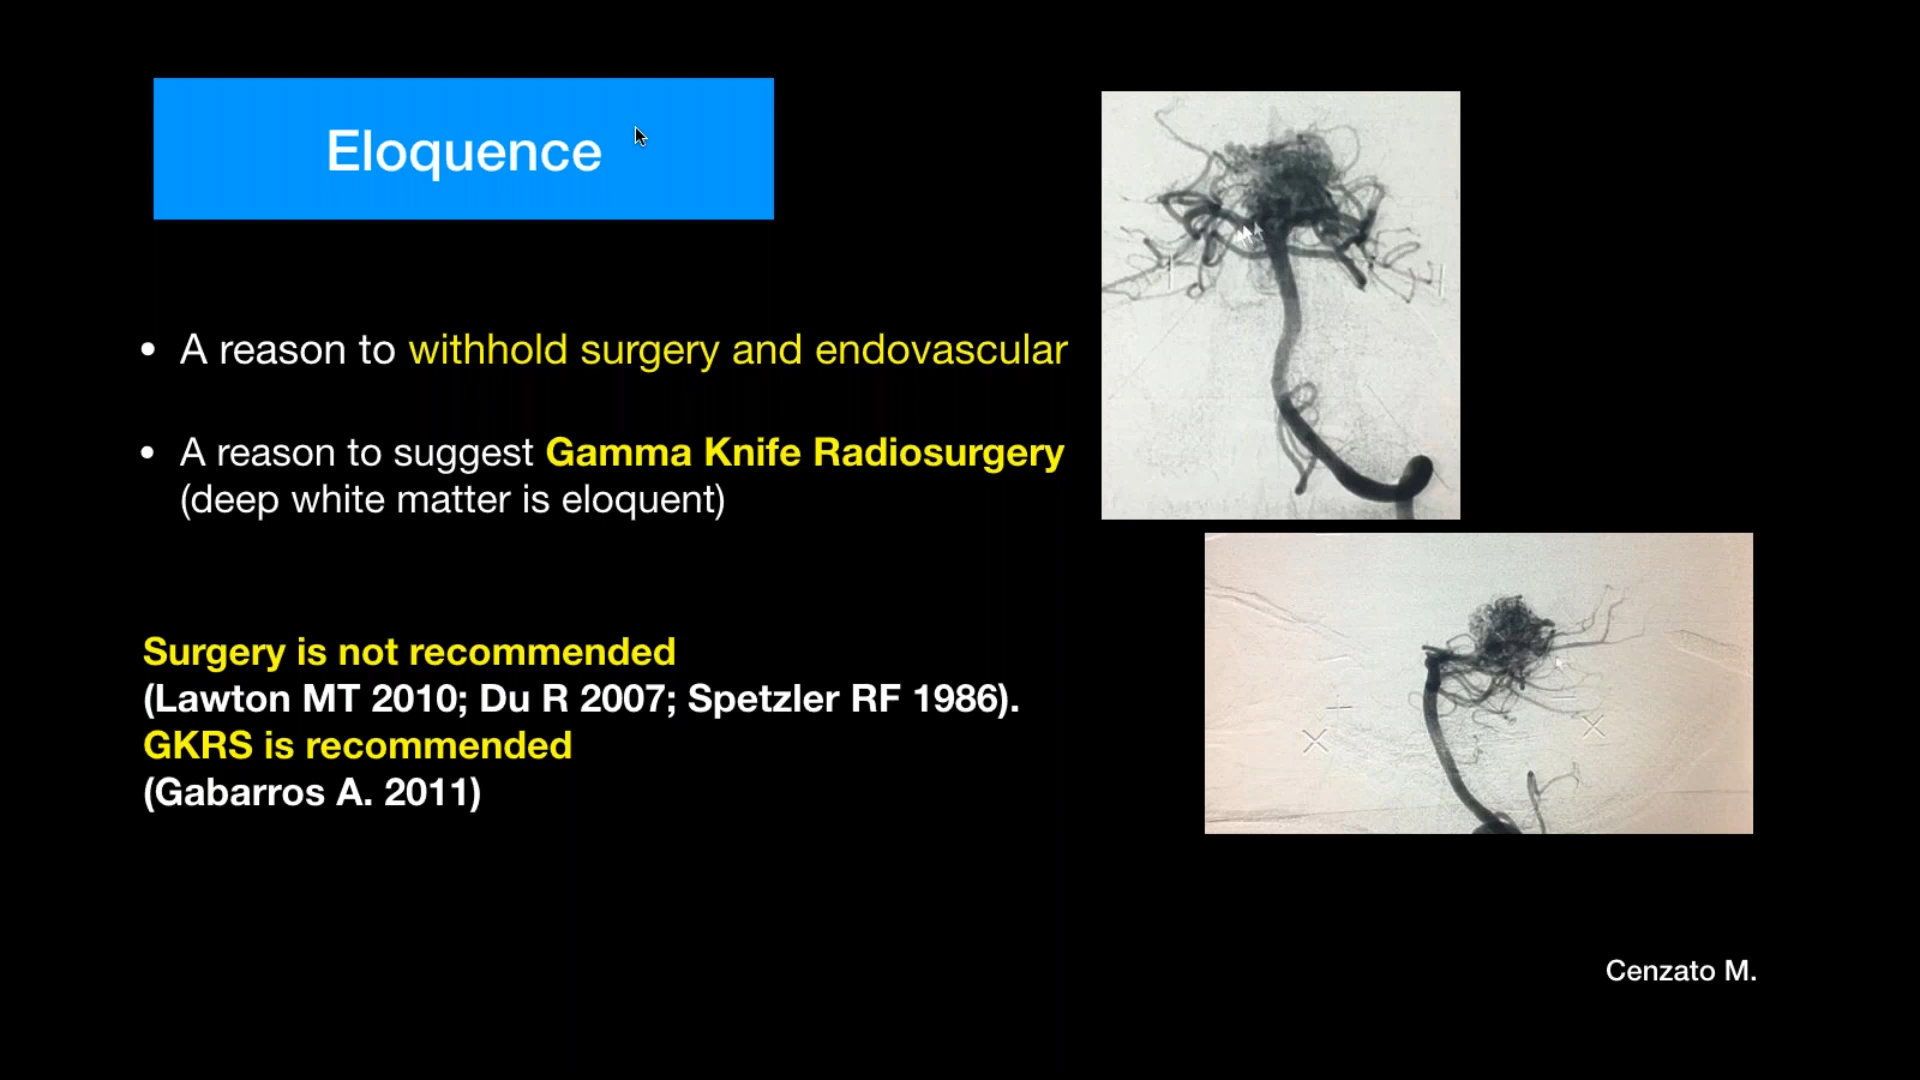 Eloquence
• A reason to withhold surgery and endovascular
• A reason to suggest Gamma Knife Radiosurgery
(deep white matter is eloquent)
Surgery is not recommended
(Lawton MT 2010; Du R 2007; Spetzler RF 1986).
GKRS is recommended
(Gabarros A. 2011)
Cenzato M.